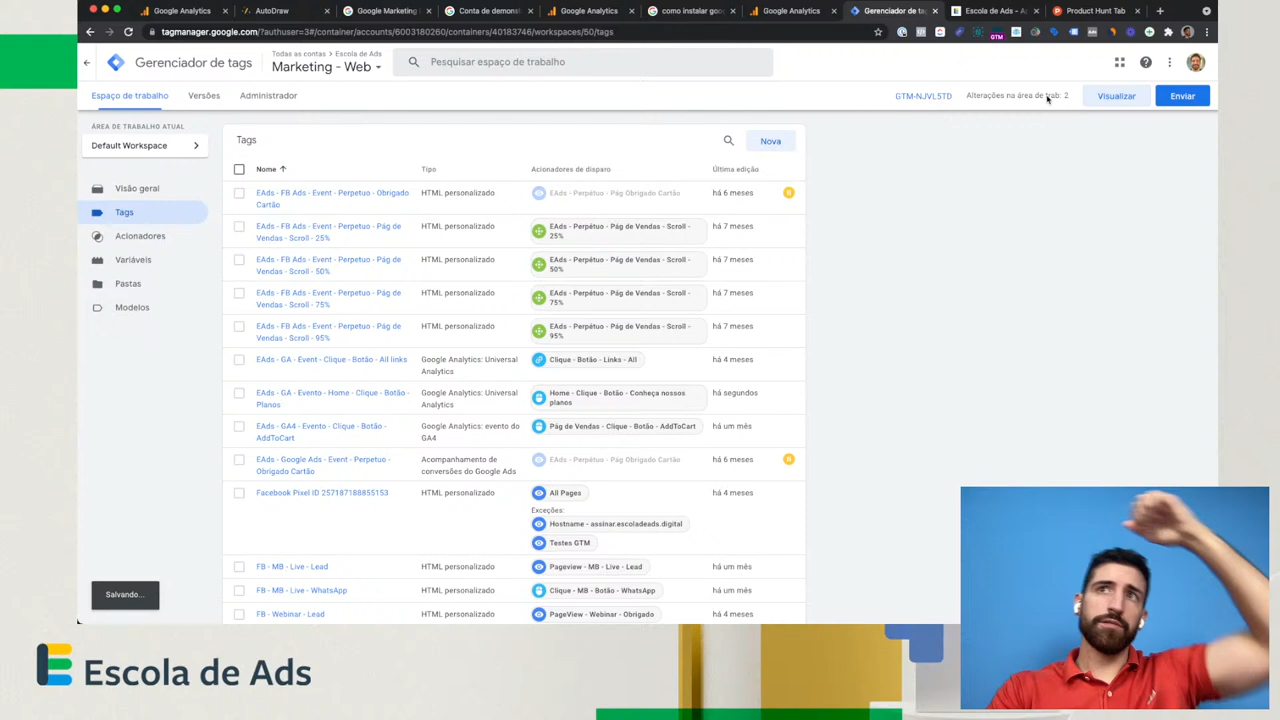 Google Analytics
AutoDraw
Google Marketing
Conta de demons
Google Analytics
como instalar goog
Google Analytics
Gerenciador de tag
Escola de Ads - A
Product Hunt Tab
tagmanager.google.com/?authuser=3#/container/accounts/6003180260/containers/40183746/workspaces/50/tags
GTM
Gerenciador de tags
Todas as contas > Escola de Ads
Marketing - Web
Pesquisar espaço de trabalho
Espaço de trabalho
Versões
Administrador
GTM-NJVL5TD
Alterações na área de trab: 2
Visualizar
Enviar
ÁREA DE TRABALHO ATUAL
Default Workspace
Visão geral
Tags
Acionadores
Variáveis
Pastas
Modelos
Tags
Nova
Nome
Tipo
Acionadores de disparo
Última edição
EAds - FB Ads - Event - Perpetuo - Obrigado
Cartão
HTML personalizado
EAds - Perpétuo - Pág Obrigado Cartão
há 6 meses
EAds - FB Ads - Event - Perpetuo - Pág de
Vendas - Scroll - 25%
HTML personalizado
EAds - Perpétuo - Pág de Vendas - Scroll -
25%
há 7 meses
EAds - FB Ads - Event - Perpetuo - Pág de
Vendas - Scroll - 50%
HTML personalizado
EAds - Perpétuo - Pág de Vendas - Scroll -
50%
há 7 meses
EAds - FB Ads - Event - Perpetuo - Pág de
Vendas - Scroll - 75%
HTML personalizado
EAds - Perpétuo - Pág de Vendas - Scroll -
75%
há 7 meses
EAds - FB Ads - Event - Perpetuo - Pág de
Vendas - Scroll - 95%
HTML personalizado
EAds - Perpétuo - Pág de Vendas - Scroll -
95%
há 7 meses
EAds - GA - Event - Clique - Botão - All links
Google Analytics: Universal
Analytics
Clique - Botão - Links - All
há 4 meses
EAds - GA - Evento - Home - Clique - Botão -
Planos
Google Analytics: Universal
Analytics
Home - Clique - Botão - Conheça nossos
planos
há segundos
EAds - GA4 - Evento - Clique - Botão -
AddToCart
Google Analytics: evento do
GA4
Pág de Vendas - Clique - Botão - AddToCart
há um mês
EAds - Google Ads - Event - Perpetuo -
Obrigado Cartão
Acompanhamento de
conversões do Google Ads
EAds - Perpétuo - Pág Obrigado Cartão
há 6 meses
Facebook Pixel ID 257187188855153
HTML personalizado
All Pages
Exceções:
Hostname - assinar.escoladeads.digital
Testes GTM
há 4 meses
FB - MB - Live - Lead
HTML personalizado
Pageview - MB - Live - Lead
há um mês
FB - MB - Live - WhatsApp
HTML personalizado
Clique - MB - Botão - WhatsApp
há um mês
FB - Webinar - Lead
HTML personalizado
PageView - Webinar - Obrigado
há 4 meses
Salvando...
Escola de Ads